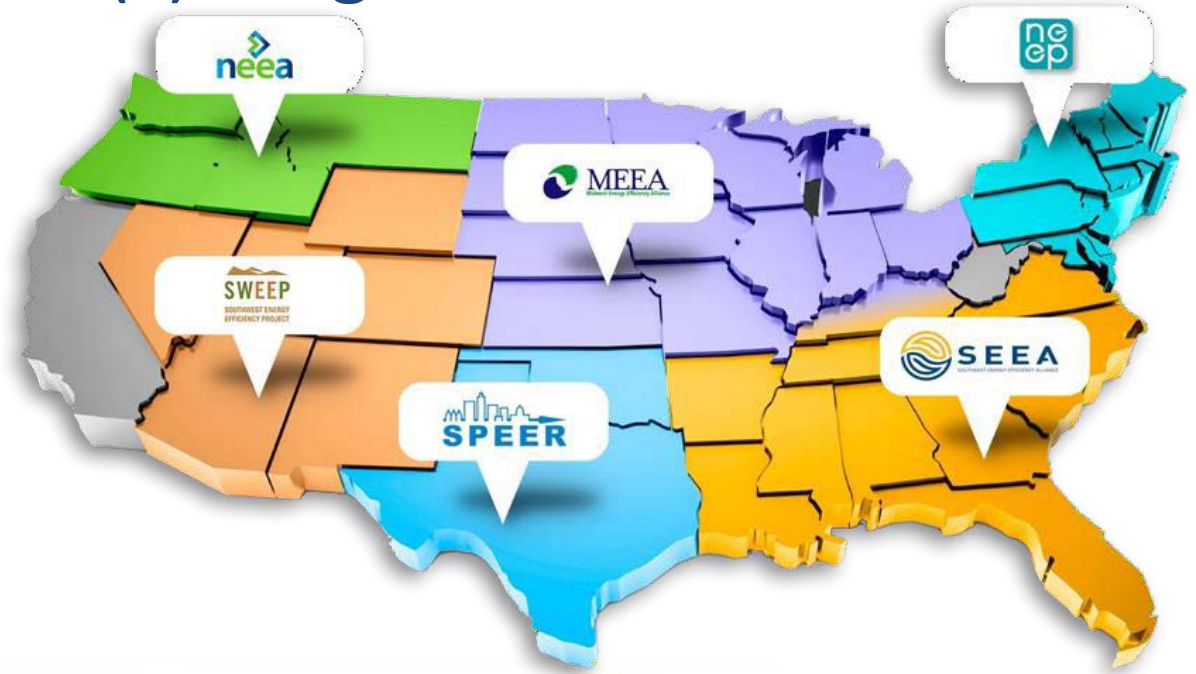 neea
ne
ep
MEEA
Midwest Energy Efficiency Alliance
SWEEP
SOUTHWEST ENERGY
EFFICIENCY PROJECT
SEEA
SOUTHEAST ENERGY EFFICIENCY ALLIANCE
SPEER